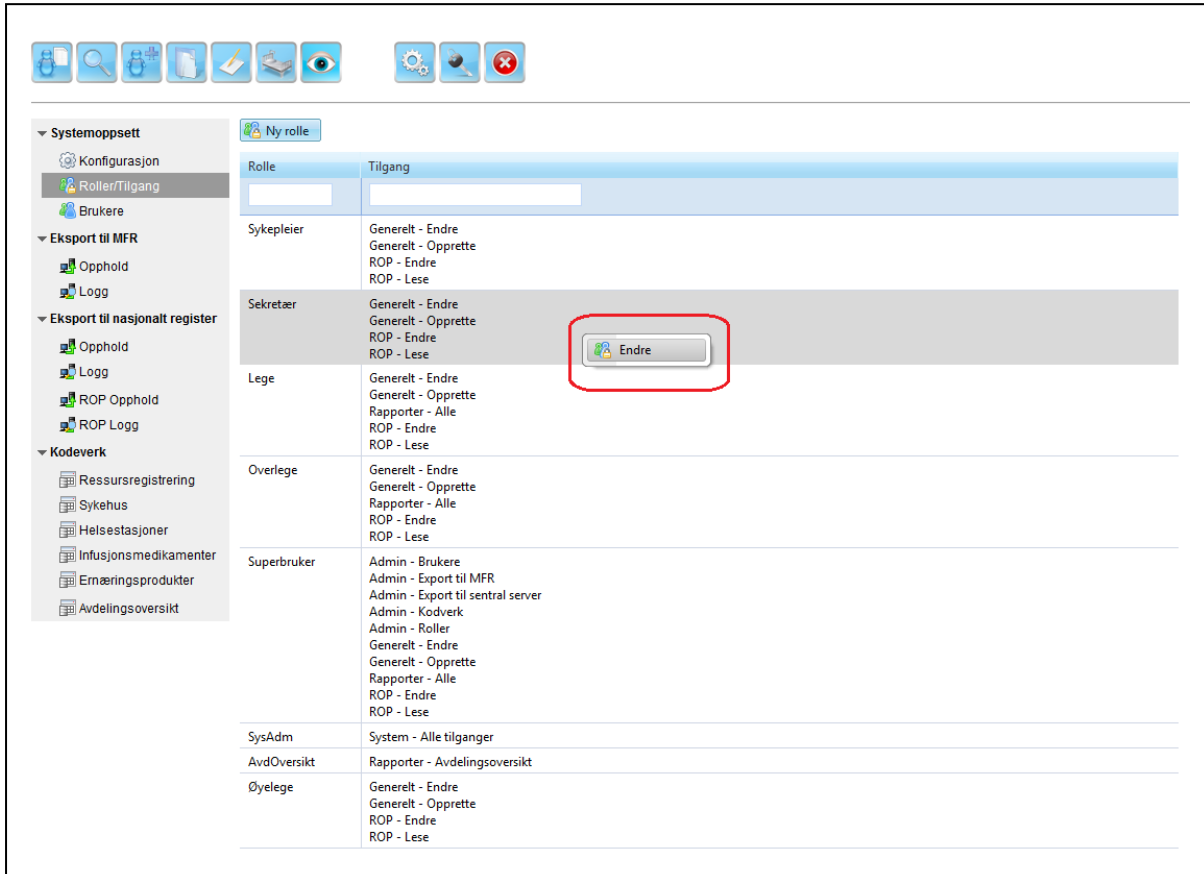 Systemoppsett
Konfigurasjon
Roller/Tilgang
Brukere
Eksport til MFR
Opphold
Logg
Eksport til nasjonalt register
Opphold
Logg
ROP Opphold
ROP Logg
Kodeverk
Ressursregistrering
Sykehus
Helsestasjoner
Infusjonsmedikamenter
Ernæringsprodukter
Avdelingsoversikt
Ny rolle
Rolle Tilgang
Sykepleier Generelt - Endre
Generelt - Opprette
ROP - Endre
ROP - Lese
Sekretær Generelt - Endre
Generelt - Opprette
ROP - Endre
ROP - Lese
Endre
Lege Generelt - Endre
Generelt - Opprette
Rapporter - Alle
ROP - Endre
ROP - Lese
Overlege Generelt - Endre
Generelt - Opprette
Rapporter - Alle
ROP - Endre
ROP - Lese
Superbruker Admin - Brukere
Admin - Export til MFR
Admin - Export til sentral server
Admin - Kodverk
Admin - Roller
Generelt - Endre
Generelt - Opprette
Rapporter - Alle
ROP - Endre
ROP - Lese
SysAdm System - Alle tilganger
AvdOversikt Rapporter - Avdelingsoversikt
Øyelege Generelt - Endre
Generelt - Opprette
ROP - Endre
ROP - Lese